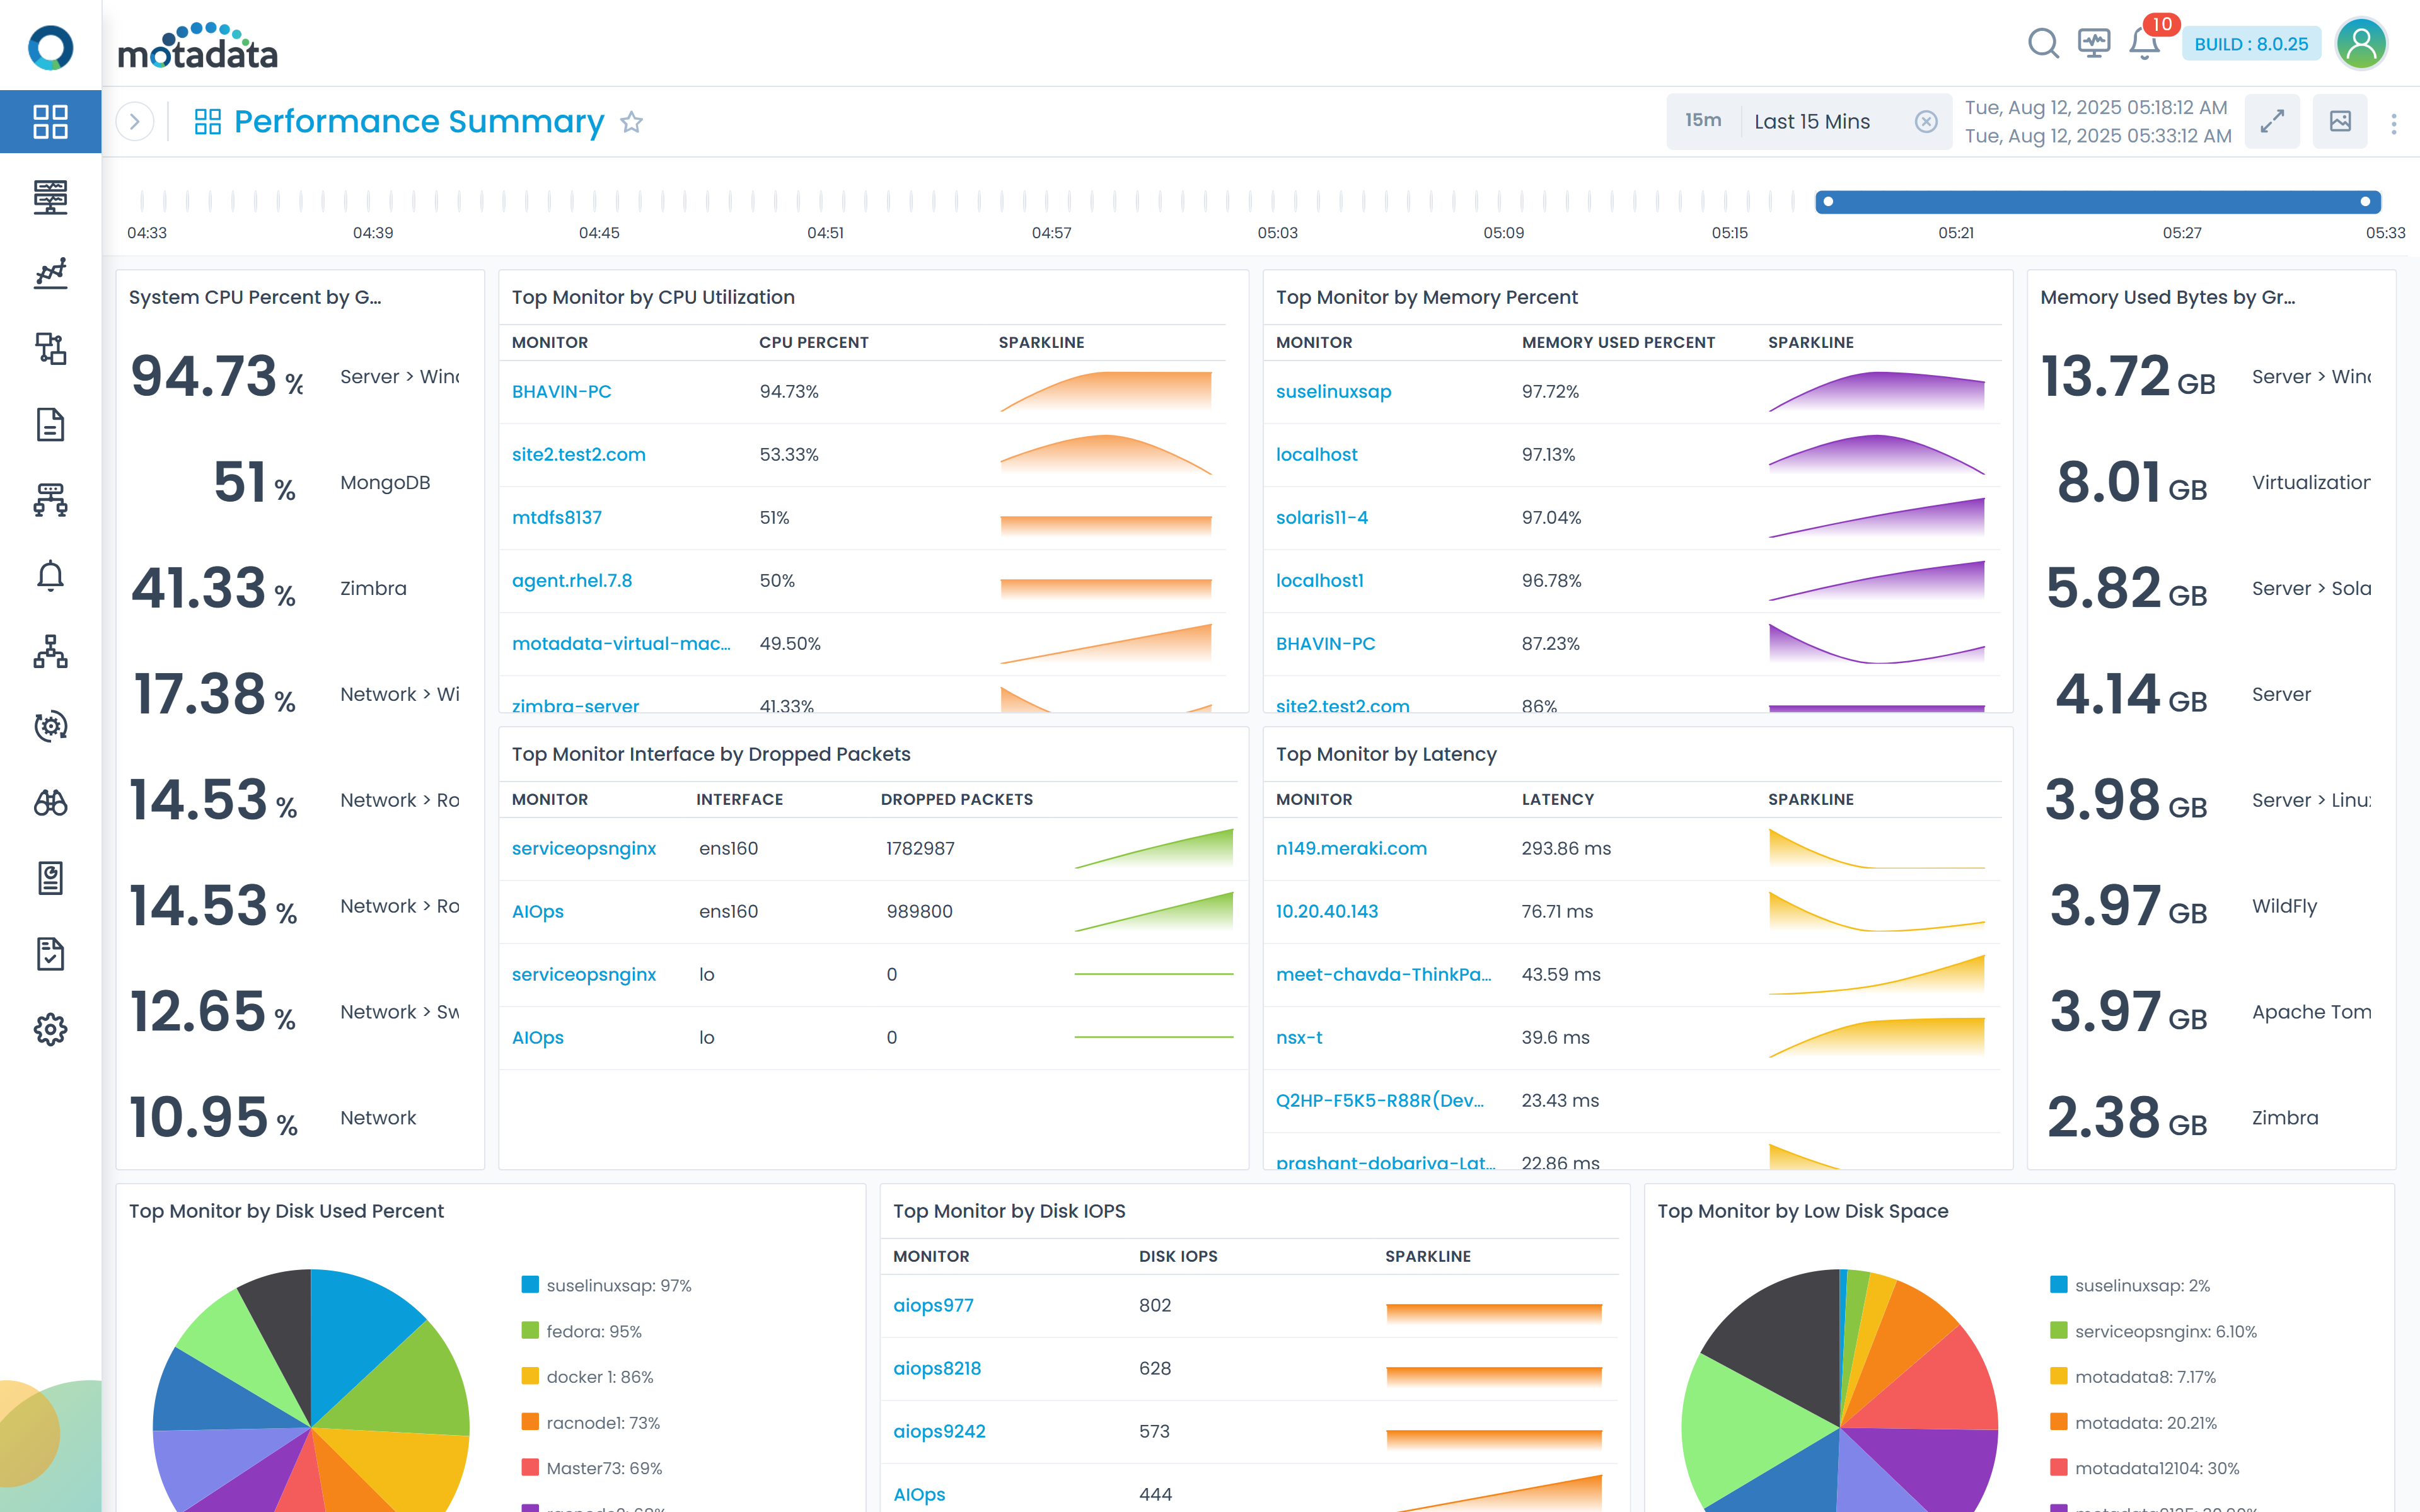 motadata
10
BUILD : 8.0.25
Performance Summary
15m
Last 15 Mins
Tue, Aug 12, 2025 05:18:12 AM
Tue, Aug 12, 2025 05:33:12 AM
04:33 04:39 04:45 04:51 04:57 05:03 05:09 05:15 05:21 05:27 05:33
System CPU Percent by G...
94.73 % Server > Winc
51 % MongoDB
41.33 % Zimbra
17.38 % Network > Wi
14.53 % Network > Ro
14.53 % Network > Ro
12.65 % Network > Sw
10.95 % Network
Top Monitor by CPU Utilization
MONITOR CPU PERCENT SPARKLINE
BHAVIN-PC 94.73%
site2.test2.com 53.33%
mtdfs8137 51%
agent.rhel.7.8 50%
motadata-virtual-mac... 49.50%
zimbra-server 41.33%
Top Monitor by Memory Percent
MONITOR MEMORY USED PERCENT SPARKLINE
suselinuxsap 97.72%
localhost 97.13%
solaris11-4 97.04%
localhost1 96.78%
BHAVIN-PC 87.23%
site2.test2.com 86%
Memory Used Bytes by Gr...
13.72 GB Server > Winc
8.01 GB Virtualization
5.82 GB Server > Sola
4.14 GB Server
3.98 GB Server > Linu
3.97 GB WildFly
3.97 GB Apache Tom
2.38 GB Zimbra
Top Monitor Interface by Dropped Packets
MONITOR INTERFACE DROPPED PACKETS
serviceopsnginx ens160 1782987
AIOps ens160 989800
serviceopsnginx lo 0
AIOps lo 0
Top Monitor by Latency
MONITOR LATENCY SPARKLINE
n149.meraki.com 293.86 ms
10.20.40.143 76.71 ms
meet-chavda-ThinkPa... 43.59 ms
nsx-t 39.6 ms
Q2HP-F5K5-R88R(Dev... 23.43 ms
prashant-dobariya-Lat... 22.86 ms
Top Monitor by Disk Used Percent
suselinuxsap: 97%
fedora: 95%
docker 1: 86%
racnode1: 73%
Master73: 69%
Top Monitor by Disk IOPS
MONITOR DISK IOPS SPARKLINE
aiops977 802
aiops8218 628
aiops9242 573
AIOps 444
Top Monitor by Low Disk Space
suselinuxsap: 2%
serviceopsnginx: 6.10%
motadata8: 7.17%
motadata: 20.21%
motadata12104: 30%